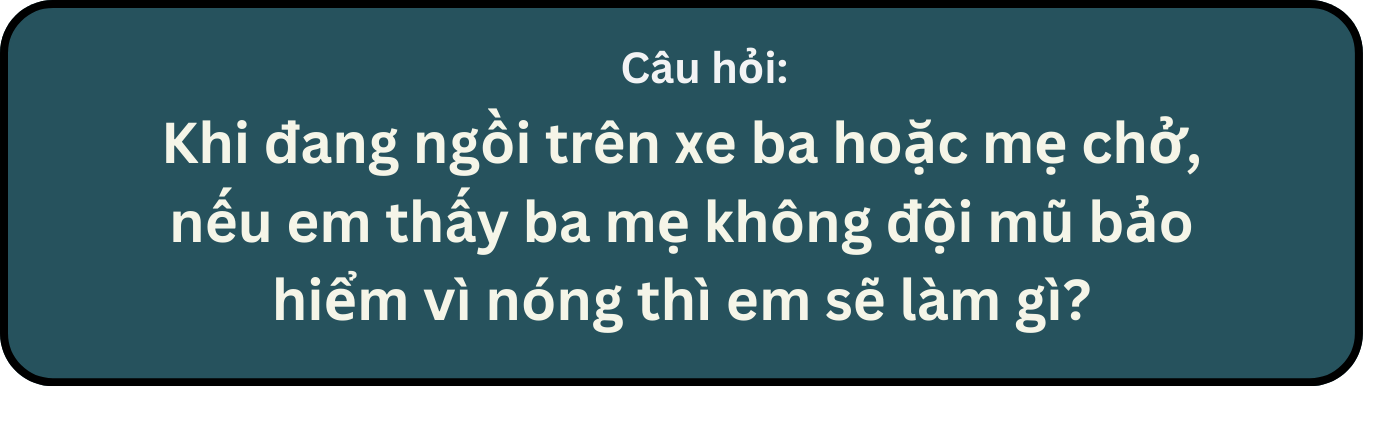 Câu hỏi:
Khi đang ngồi trên xe ba hoặc mẹ chở,
nếu em thấy ba mẹ không đội mũ bảo
hiểm vì nóng thì em sẽ làm gì?